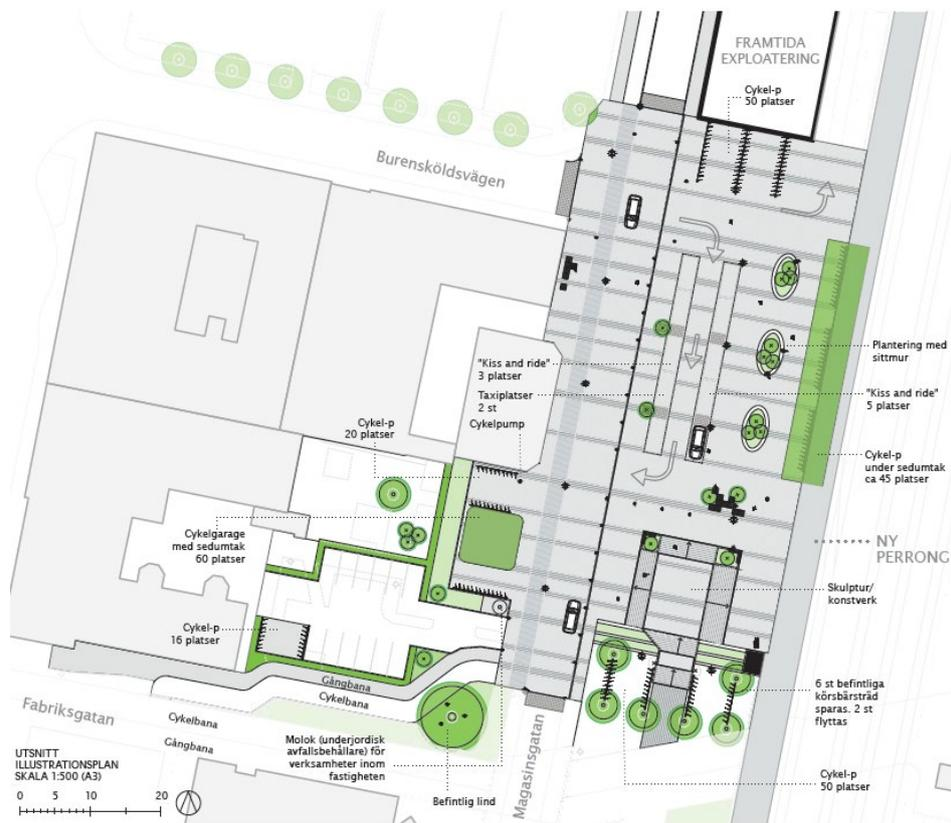 FRAMTIDA
EXPLOATERING
Cykel-p
50 platser
Burensköldsvägen
Plantering med
sittmur
"Kiss and ride"
3 platser
Taxiplatser
2 st
Cykelpump
"Kiss and ride"
5 platser
Cykel-p
20 platser
Cykel-p
under sedumtak
ca 45 platser
Cykelgarage
med sedumtak
60 platser
NY
PERRONG
Skulptur/
konstverk
Cykel-p
16 platser
6 st befintliga
körsbärsträd
sparas. 2 st
flyttas
Gångbana
Cykelbana
Fabriksgatan
Cykelbana
Gångbana
Magasinsgatan
Molok (underjordisk
avfallsbehållare) för
verksamheter inom
fastigheten
Befintlig lind
Cykel-p
50 platser
UTSNITT
ILLUSTRATIONSPLAN
SKALA 1:500 (A3)
0 5 10 20